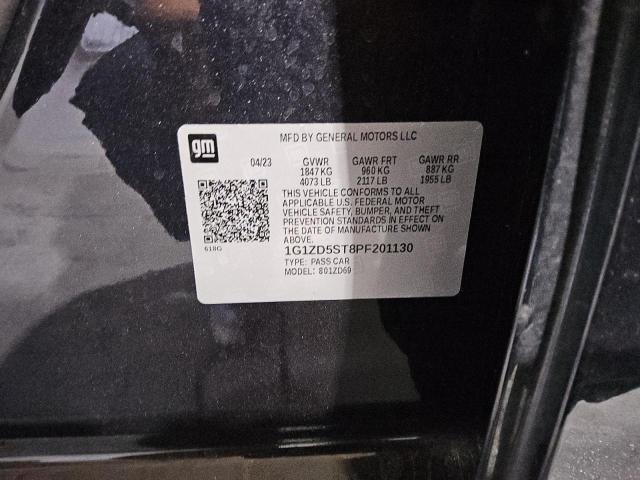 gm
MFD BY GENERAL MOTORS LLC
04/23 GVWR GAWR FRT GAWR RR
1847 KG 960 KG 887 KG
4073 LB 2117 LB 1955 LB
THIS VEHICLE CONFORMS TO ALL
APPLICABLE U.S. FEDERAL MOTOR
VEHICLE SAFETY, BUMPER, AND THEFT
PREVENTION STANDARDS IN EFFECT ON
THE DATE OF MANUFACTURE SHOWN
ABOVE.
618G
1G1ZD5ST8PF201130
TYPE: PASS CAR
MODEL: 801ZD69